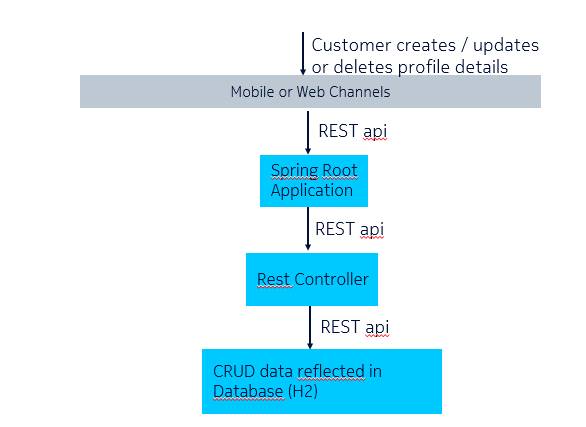 Customer creates / updates
or deletes profile details
Mobile or Web Channels
REST api
Spring Root
Application
REST api
Rest Controller
REST api
CRUD data reflected in
Database (H2)